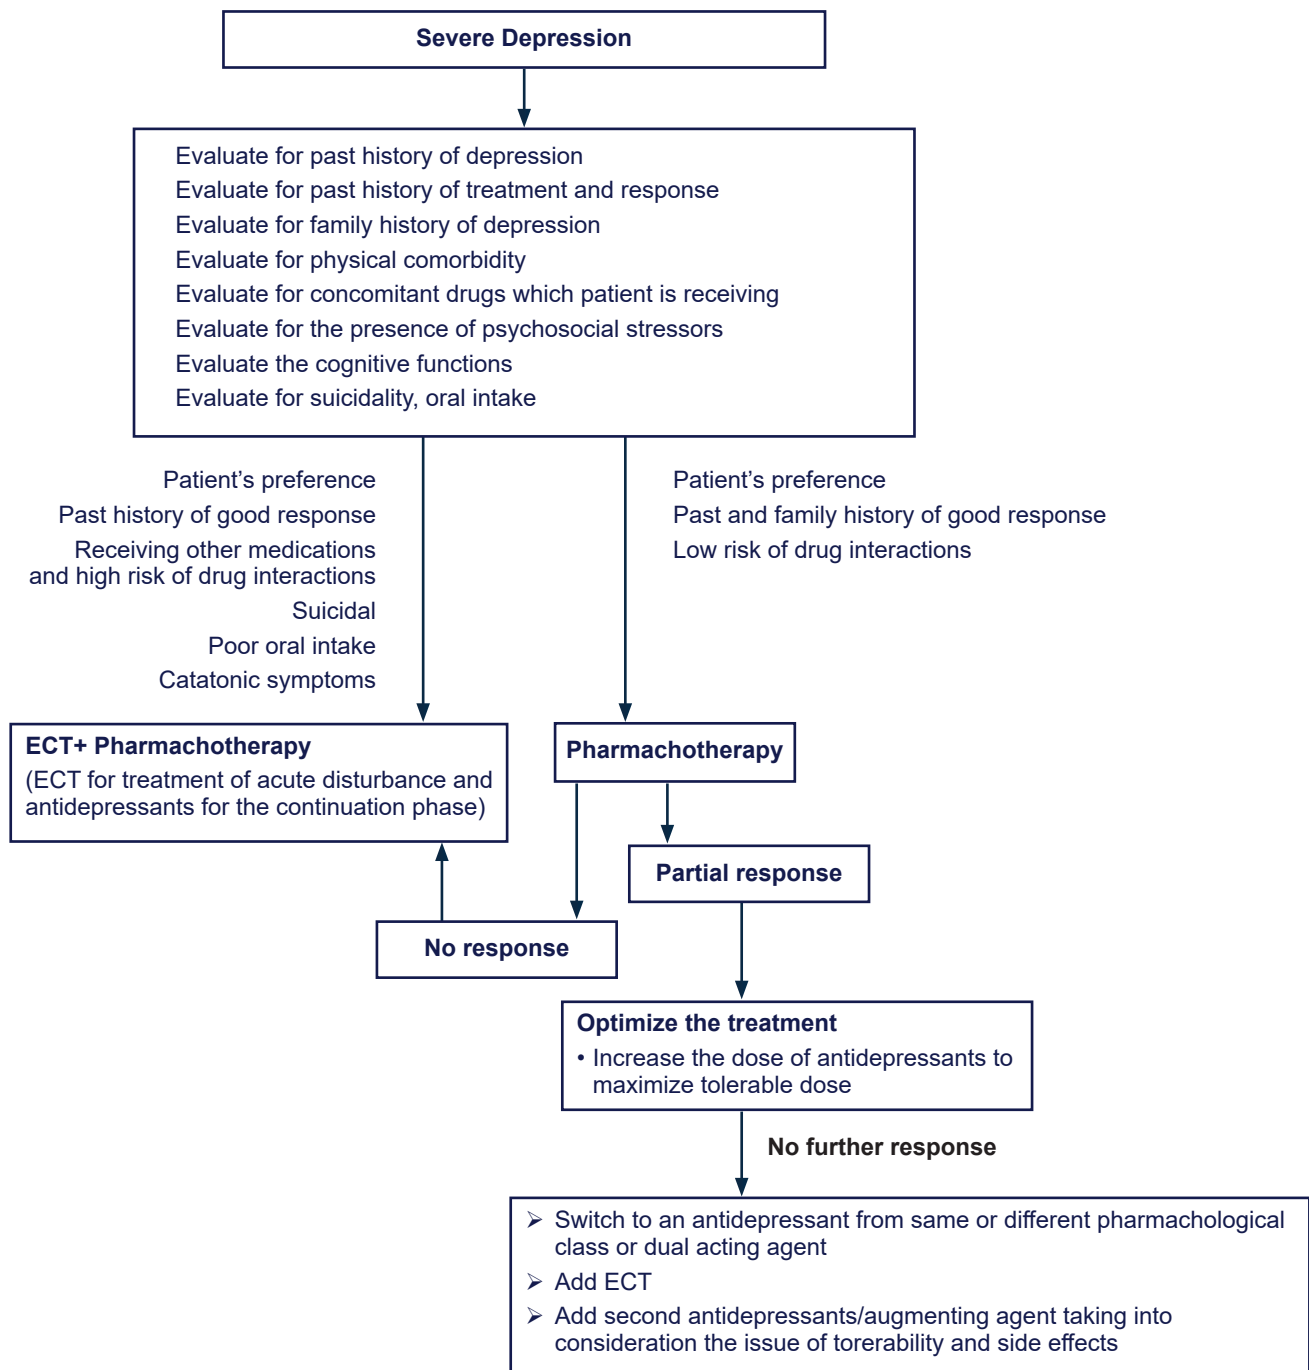 Severe Depression
Evaluate for past history of depression
Evaluate for past history of treatment and response
Evaluate for family history of depression
Evaluate for physical comorbidity
Evaluate for concomitant drugs which patient is receiving
Evaluate for the presence of psychosocial stressors
Evaluate the cognitive functions
Evaluate for suicidality, oral intake
Patient’s preference
Past history of good response
Receiving other medications
and high risk of drug interactions
Suicidal
Poor oral intake
Catatonic symptoms
Patient’s preference
Past and family history of good response
Low risk of drug interactions
ECT+ Pharmachotherapy
(ECT for treatment of acute disturbance and
antidepressants for the continuation phase)
Pharmachotherapy
Partial response
No response
Optimize the treatment
• Increase the dose of antidepressants to
maximize tolerable dose
No further response
➢ Switch to an antidepressant from same or different pharmachological
class or dual acting agent
➢ Add ECT
➢ Add second antidepressants/augmenting agent taking into
consideration the issue of torerability and side effects